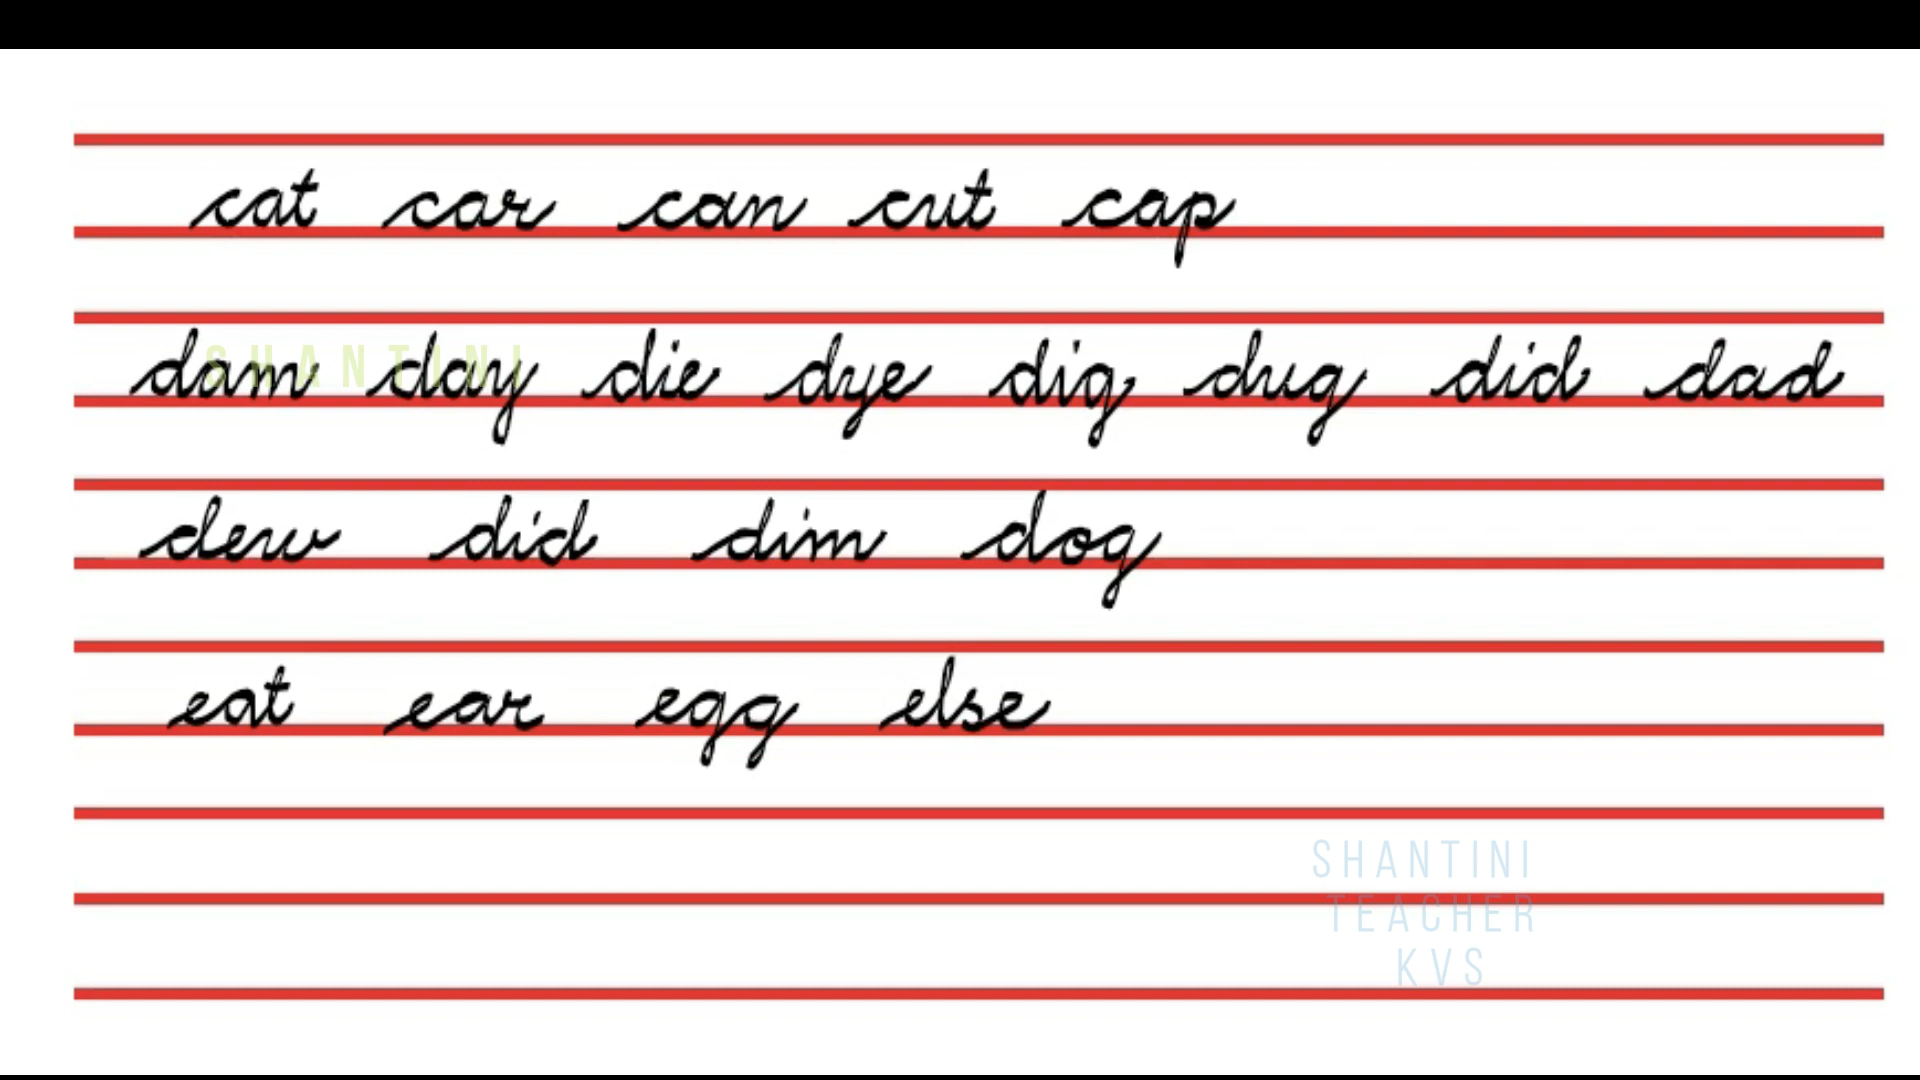 cat car can cut cap
dam day die dye dig dug did dad
SHANTINI
dew did dim dog
eat ear egg else
SHANTINI
TEACHER
KVS